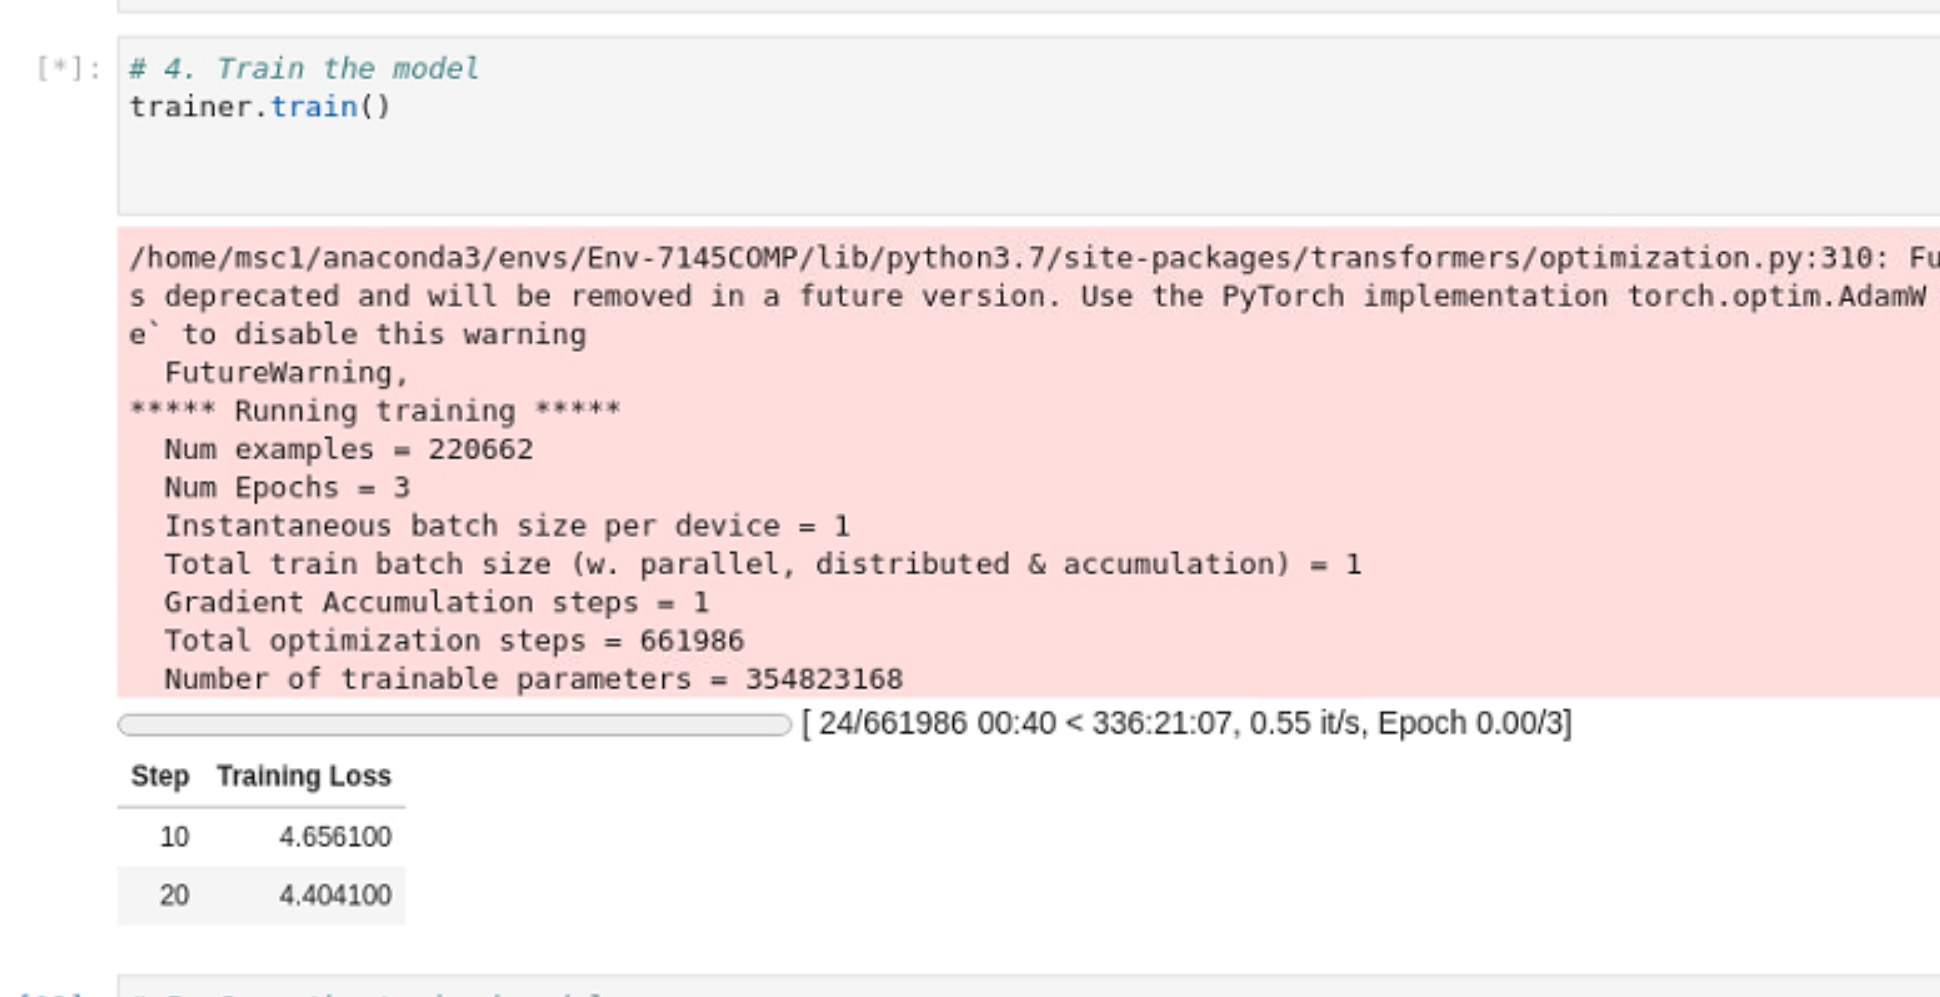 [*]:
# 4. Train the model
trainer.train()
/home/msc1/anaconda3/envs/Env-7145COMP/lib/python3.7/site-packages/transformers/optimization.py:310: Fu
s deprecated and will be removed in a future version. Use the PyTorch implementation torch.optim.AdamW
e` to disable this warning
  FutureWarning,
***** Running training *****
  Num examples = 220662
  Num Epochs = 3
  Instantaneous batch size per device = 1
  Total train batch size (w. parallel, distributed & accumulation) = 1
  Gradient Accumulation steps = 1
  Total optimization steps = 661986
  Number of trainable parameters = 354823168
[ 24/661986 00:40 < 336:21:07, 0.55 it/s, Epoch 0.00/3]
Step Training Loss
10 4.656100
20 4.404100